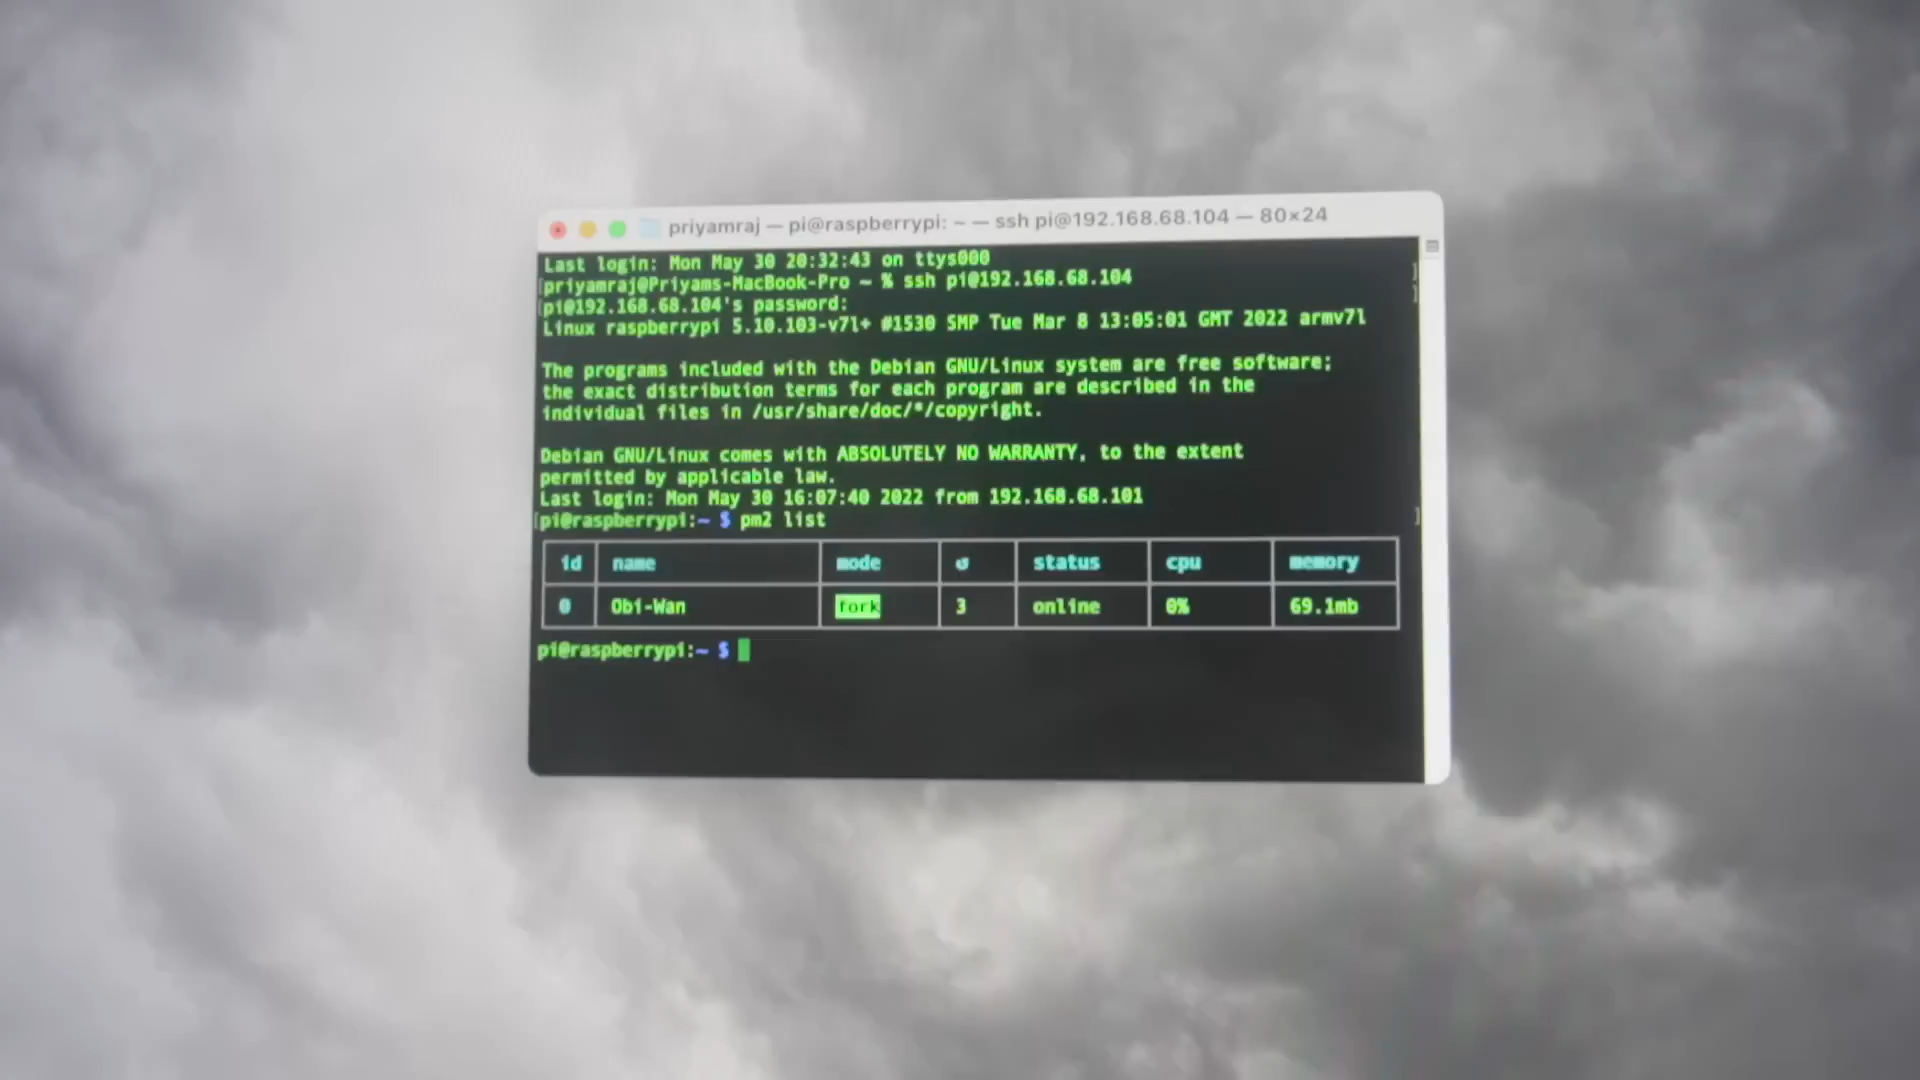 priyamraj — pi@raspberrypi: ~ — ssh pi@192.168.68.104 — 80×24
Last login: Mon May 30 20:32:43 on ttys000
[priyamraj@Priyams-MacBook-Pro ~ % ssh pi@192.168.68.104 ]
[pi@192.168.68.104's password: ]
Linux raspberrypi 5.10.103-v7l+ #1530 SMP Tue Mar 8 13:05:01 GMT 2022 armv7l
The programs included with the Debian GNU/Linux system are free software;
the exact distribution terms for each program are described in the
individual files in /usr/share/doc/*/copyright.
Debian GNU/Linux comes with ABSOLUTELY NO WARRANTY, to the extent
permitted by applicable law.
Last login: Mon May 30 16:07:40 2022 from 192.168.68.101
[pi@raspberrypi:~ $ pm2 list ]
id name mode ↺ status cpu memory
0 Obi-Wan fork 3 online 0% 69.1mb
pi@raspberrypi:~ $